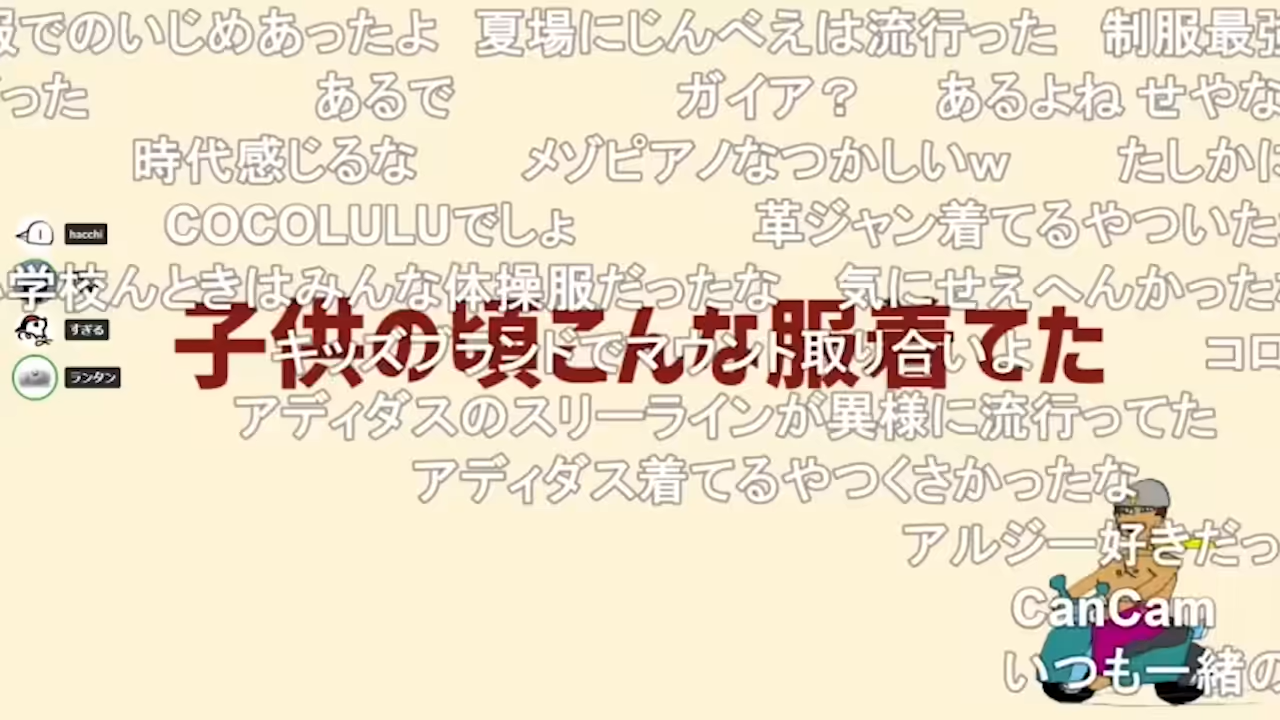 服でのいじめあったよ 夏場にじんべえは流行った 制服最強
った あるで ガイア？ あるよね せやな
時代感じるな メゾピアノなつかしいw たしかに
COCOLULUでしょ 革ジャン着てるやついた
hacchi
学校んときはみんな体操服だったな 気にせえへんかった
すぎる
子供の頃こんな服着てた
キッズブランドでマウント取り合いよ コロ
ランタン
アディダスのスリーラインが異様に流行ってた
アディダス着てるやつくさかったな
アルジー好きだっ
CanCam
いつも一緒の